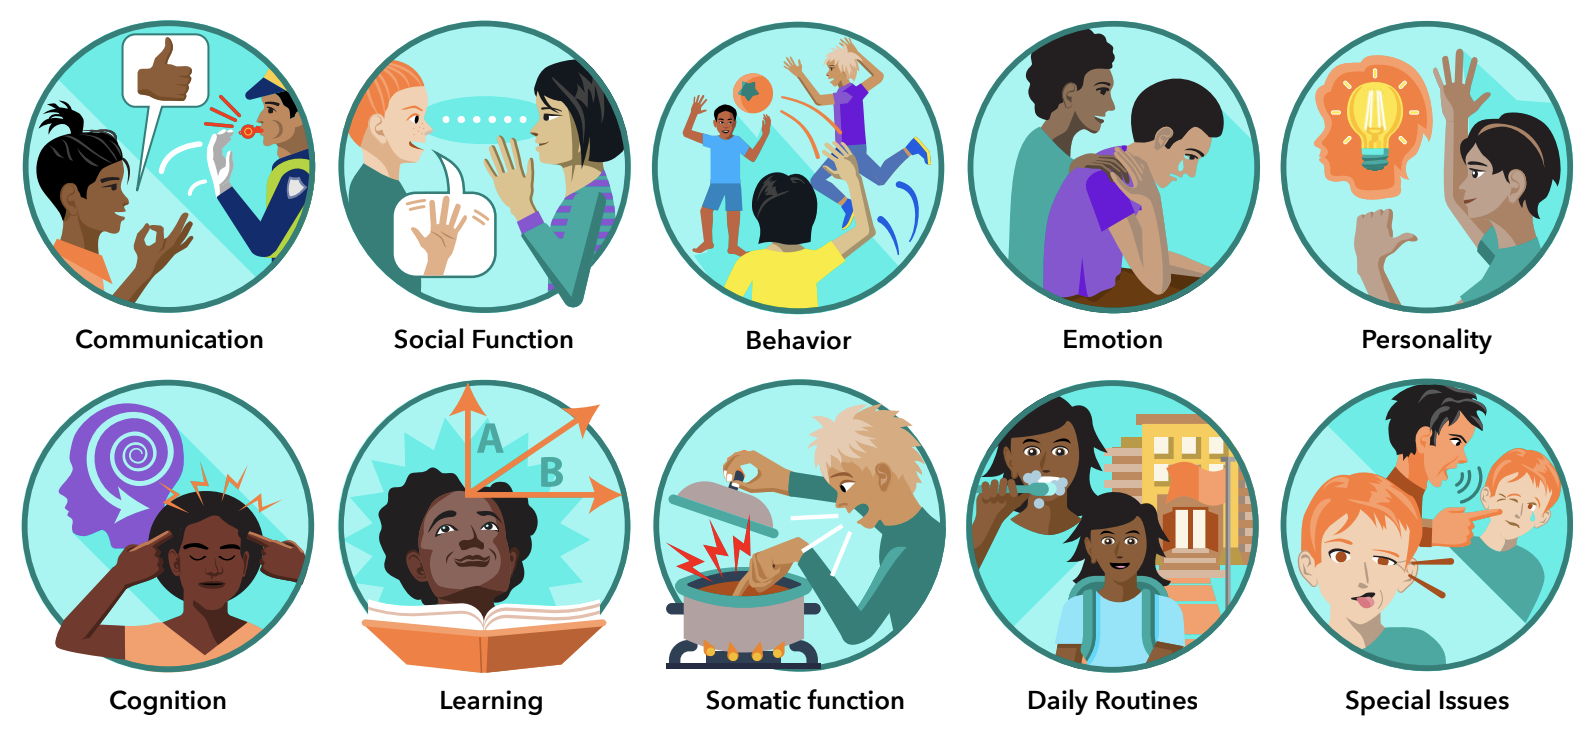 Communication
Social Function
Behavior
Emotion
Personality
A
B
Cognition
Learning
Somatic function
Daily Routines
Special Issues